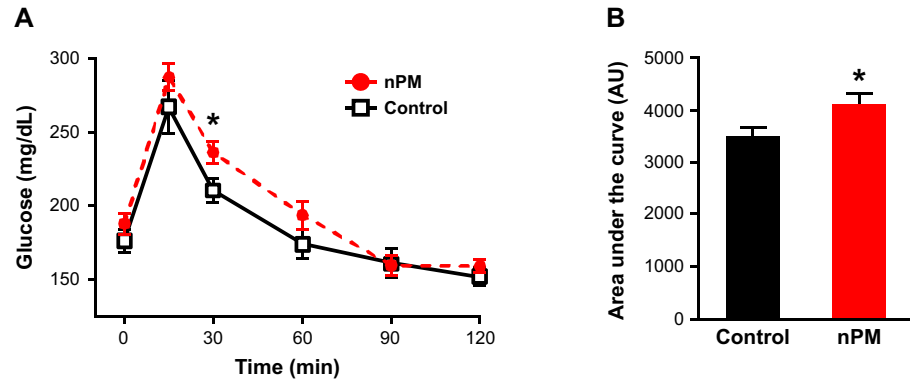 A
300
250
200
150
Glucose (mg/dL)
*
nPM
Control
0
30
60
90
120
Time (min)
B
5000
4000
3000
2000
1000
0
Area under the curve (AU)
*
Control
nPM